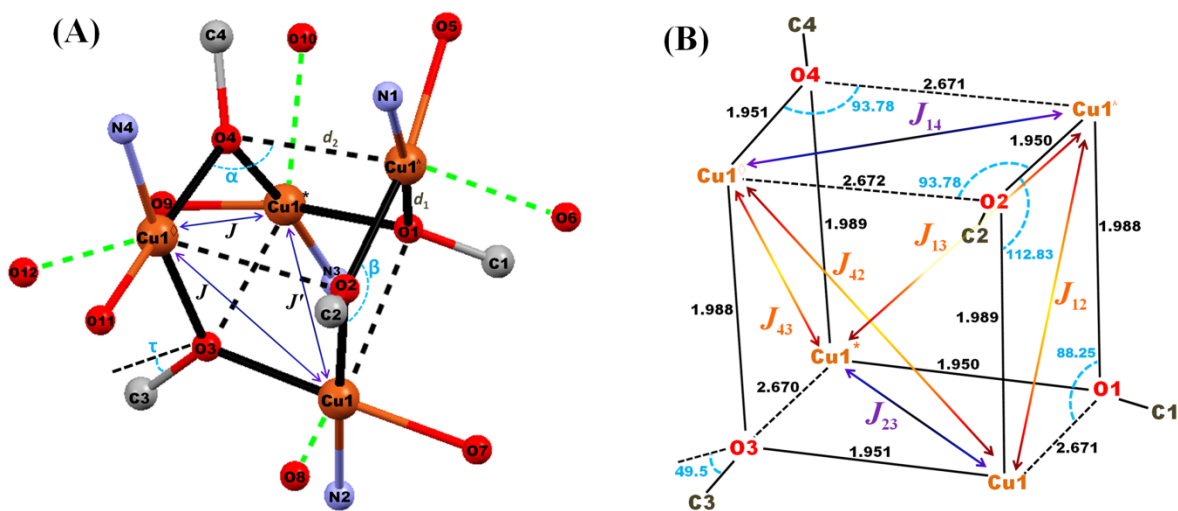 (A)
C4
O10
O5
N1
N4
O4
d₂
Cu1^
α
d₁
O9
Cu1*
O6
Cu1◊
J
O1
O12
β
C1
N3
O2
O11
J
J′
C2
O3
τ
C3
Cu1
O7
O8
N2
(B)
C4
O4
2.671
93.78
Cu1^
1.951
J₁₄
1.950
Cu1◊
2.672
93.78
O2
1.989
J₁₃
C2
1.988
J₄₂
112.83
1.988
J₄₃
1.989
J₁₂
Cu1*
1.950
88.25
O1
2.670
J₂₃
C1
O3
2.671
1.951
49.5
Cu1
C3